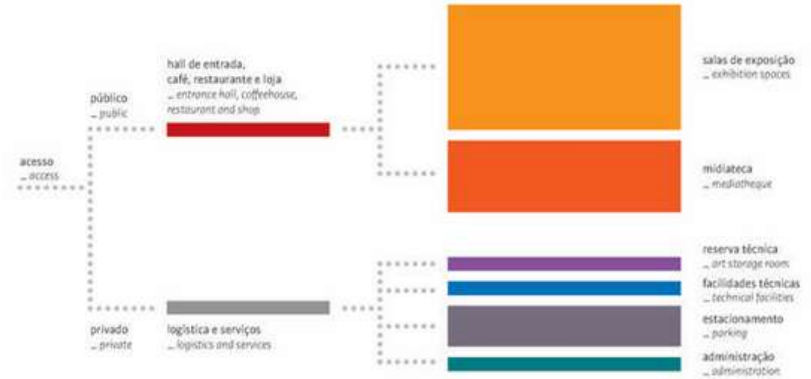 acesso
... access
público
... public
hall de entrada,
café, restaurante e loja
... entrance hall, coffeehouse,
restaurant and shop
salas de exposição
... exhibition spaces
midiateca
... mediatheque
privado
... private
logística e serviços
... logistics and services
reserva técnica
... art storage room
facilidades técnicas
... technical facilities
estacionamento
... parking
administração
... administration